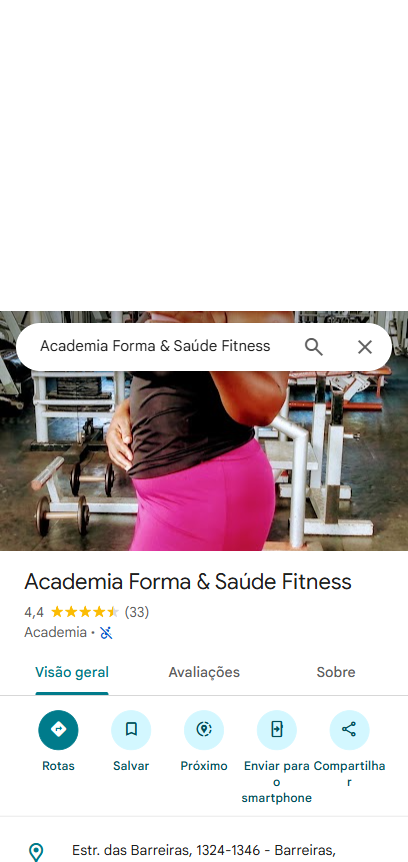 Academia Forma & Saúde Fitness
Academia Forma & Saúde Fitness
4,4 (33)
Academia ·
Visão geral Avaliações Sobre
Rotas Salvar Próximo Enviar para o smartphone Compartilhar
Estr. das Barreiras, 1324-1346 - Barreiras,